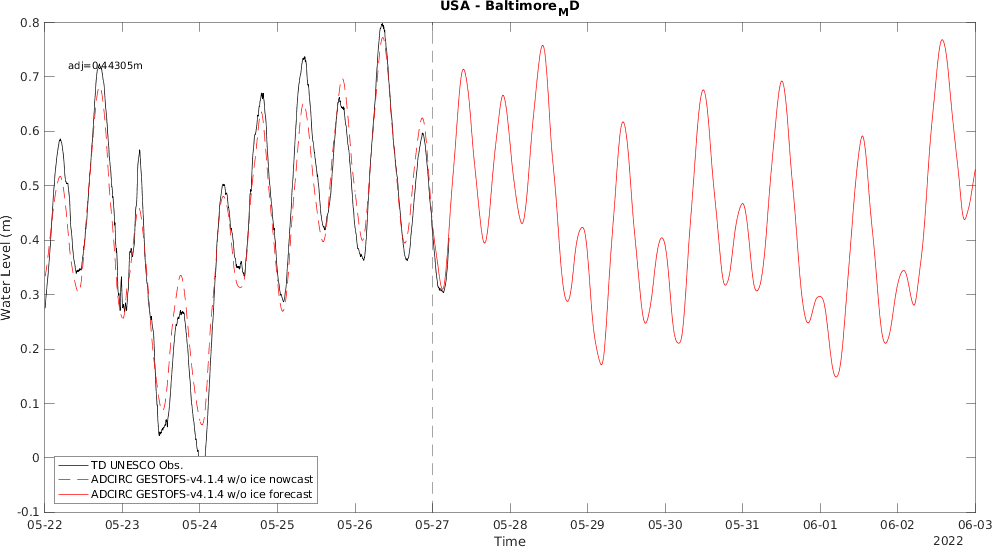 USA - Baltimore_MD
adj=0.44305m
0.8
0.7
0.6
0.5
0.4
0.3
0.2
0.1
0
-0.1
Water Level (m)
TD UNESCO Obs.
ADCIRC GESTOFS-v4.1.4 w/o ice nowcast
ADCIRC GESTOFS-v4.1.4 w/o ice forecast
05-22 05-23 05-24 05-25 05-26 05-27 05-28 05-29 05-30 05-31 06-01 06-02 06-03
Time
2022